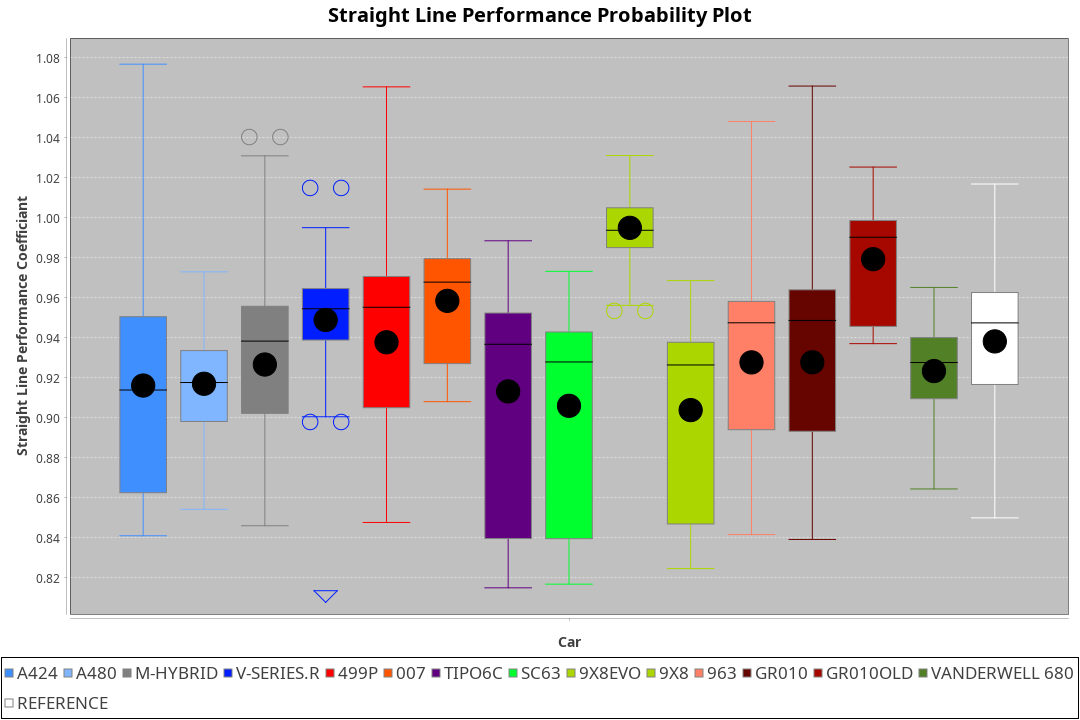 Straight Line Performance Probability Plot
Straight Line Performance Coefficiant
1.08
1.06
1.04
1.02
1.00
0.98
0.96
0.94
0.92
0.90
0.88
0.86
0.84
0.82
Car
A424 A480 M-HYBRID V-SERIES.R 499P 007 TIPO6C SC63 9X8EVO 9X8 963 GR010 GR010OLD VANDERWELL 680
REFERENCE